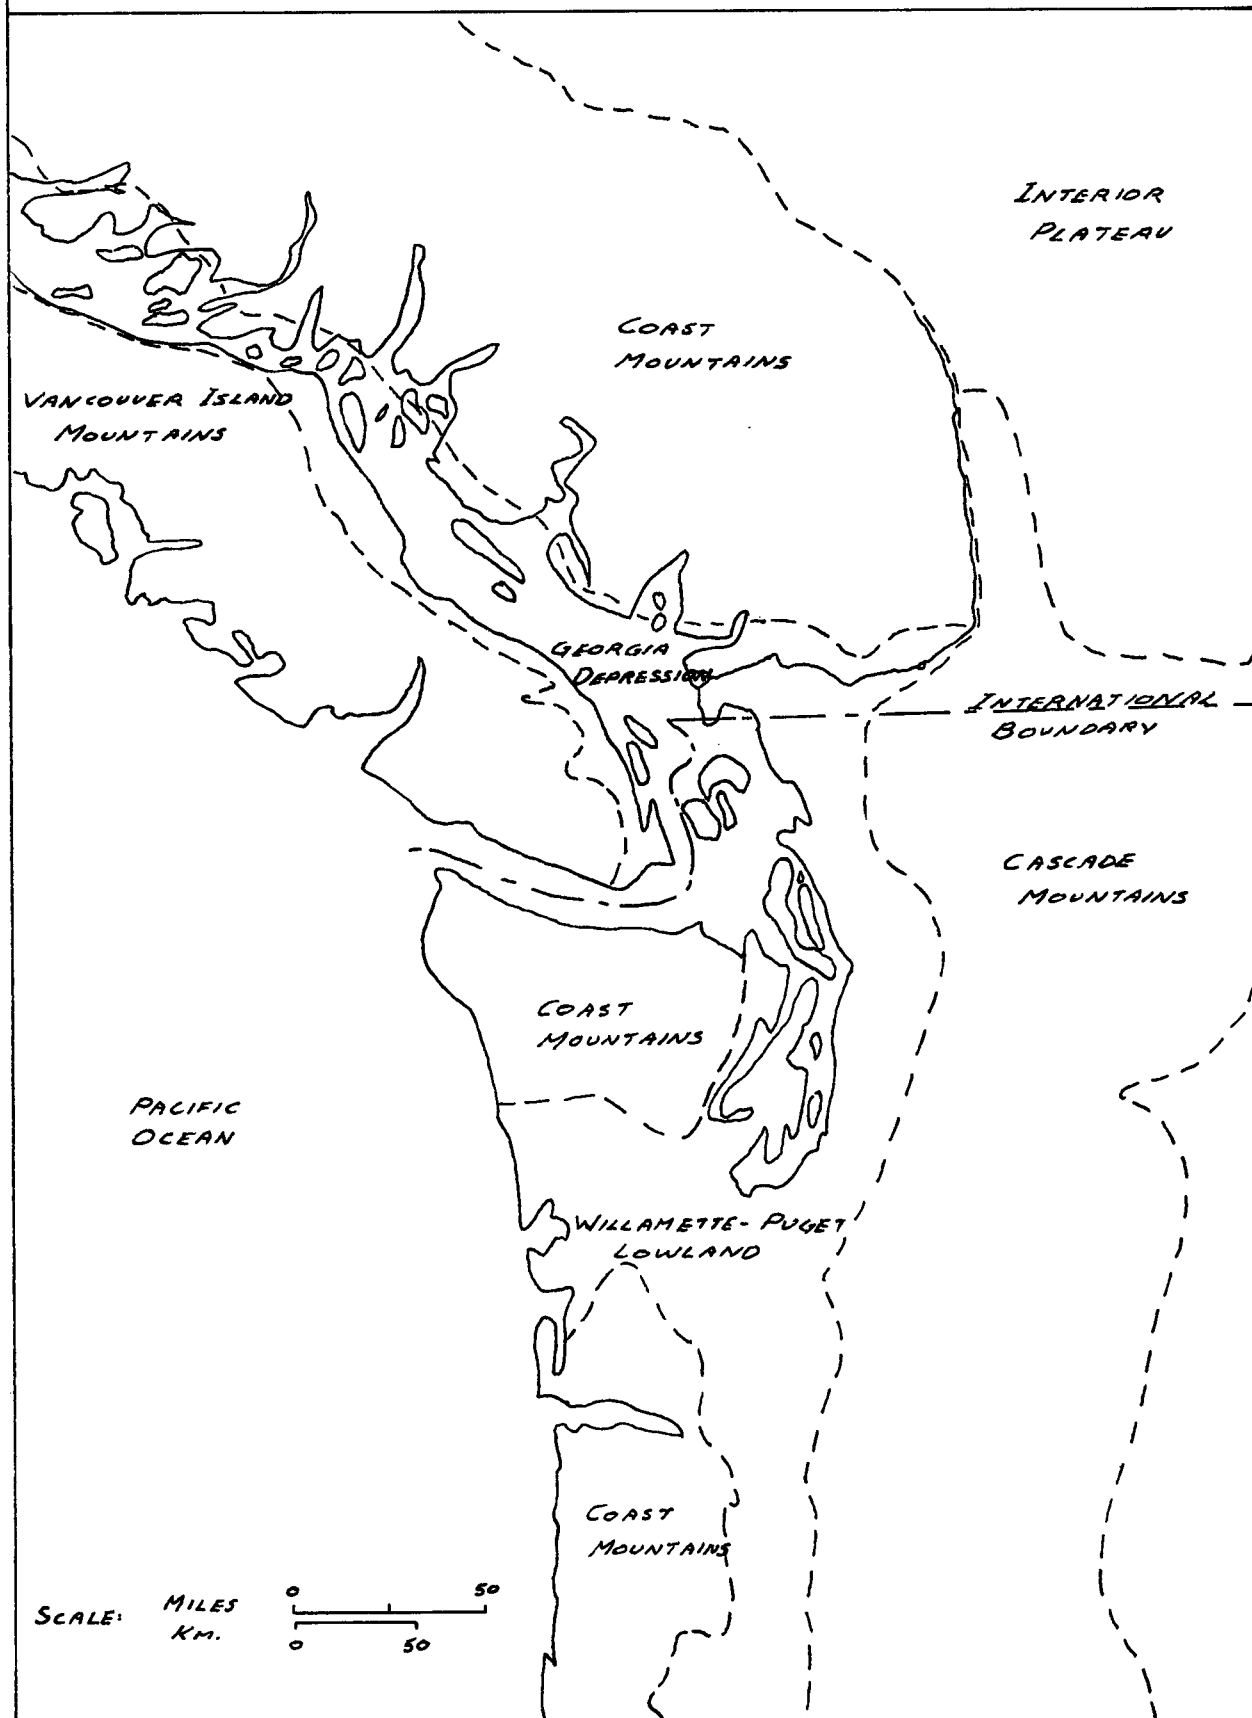 INTERIOR
PLATEAU
COAST
MOUNTAINS
VANCOUVER ISLAND
MOUNTAINS
GEORGIA
DEPRESSION
INTERNATIONAL
BOUNDARY
CASCADE
MOUNTAINS
COAST
MOUNTAINS
PACIFIC
OCEAN
WILLAMETTE-PUGET
LOWLAND
COAST
MOUNTAINS
SCALE: MILES 0 50
KM. 0 50